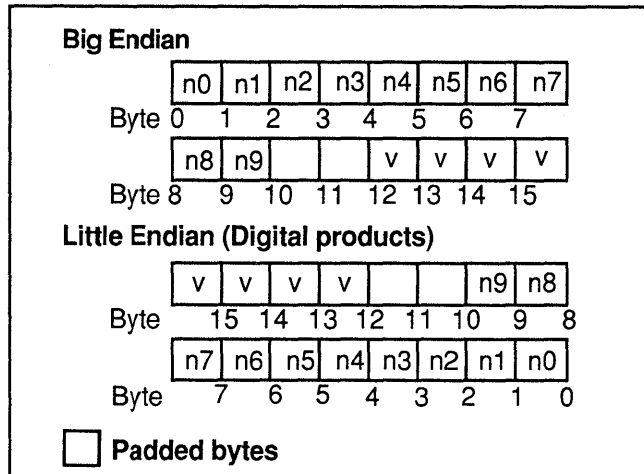 Big Endian
n0 n1 n2 n3 n4 n5 n6 n7
Byte 0 1 2 3 4 5 6 7
n8 n9 v v v v
Byte 8 9 10 11 12 13 14 15
Little Endian (Digital products)
v v v v n9 n8
Byte 15 14 13 12 11 10 9 8
n7 n6 n5 n4 n3 n2 n1 n0
Byte 7 6 5 4 3 2 1 0
Padded bytes